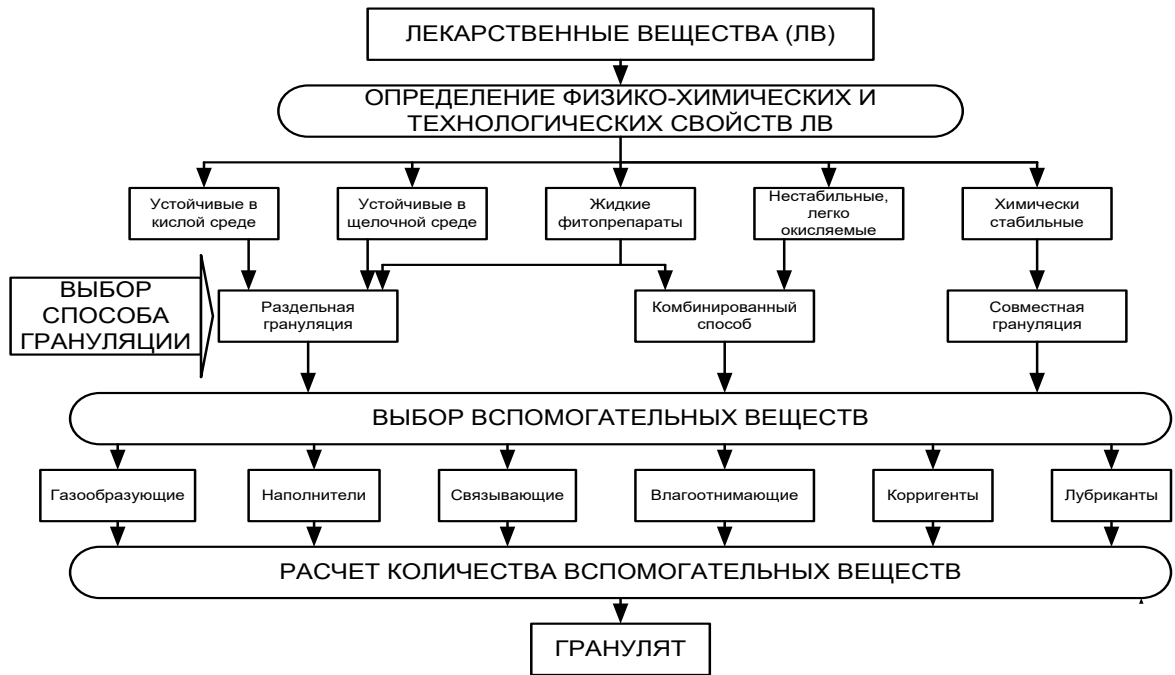 ЛЕКАРСТВЕННЫЕ ВЕЩЕСТВА (ЛВ)
ОПРЕДЕЛЕНИЕ ФИЗИКО-ХИМИЧЕСКИХ И
ТЕХНОЛОГИЧЕСКИХ СВОЙСТВ ЛВ
Устойчивые в
кислой среде
Устойчивые в
щелочной среде
Жидкие
фитопрепараты
Нестабильные,
легко
окисляемые
Химически
стабильные
ВЫБОР
СПОСОБА
ГРАНУЛЯЦИИ
Раздельная
грануляция
Комбинированный
способ
Совместная
грануляция
ВЫБОР ВСПОМОГАТЕЛЬНЫХ ВЕЩЕСТВ
Газообразующие
Наполнители
Связывающие
Влагоотнимающие
Корригенты
Лубриканты
РАСЧЕТ КОЛИЧЕСТВА ВСПОМОГАТЕЛЬНЫХ ВЕЩЕСТВ
ГРАНУЛЯТ